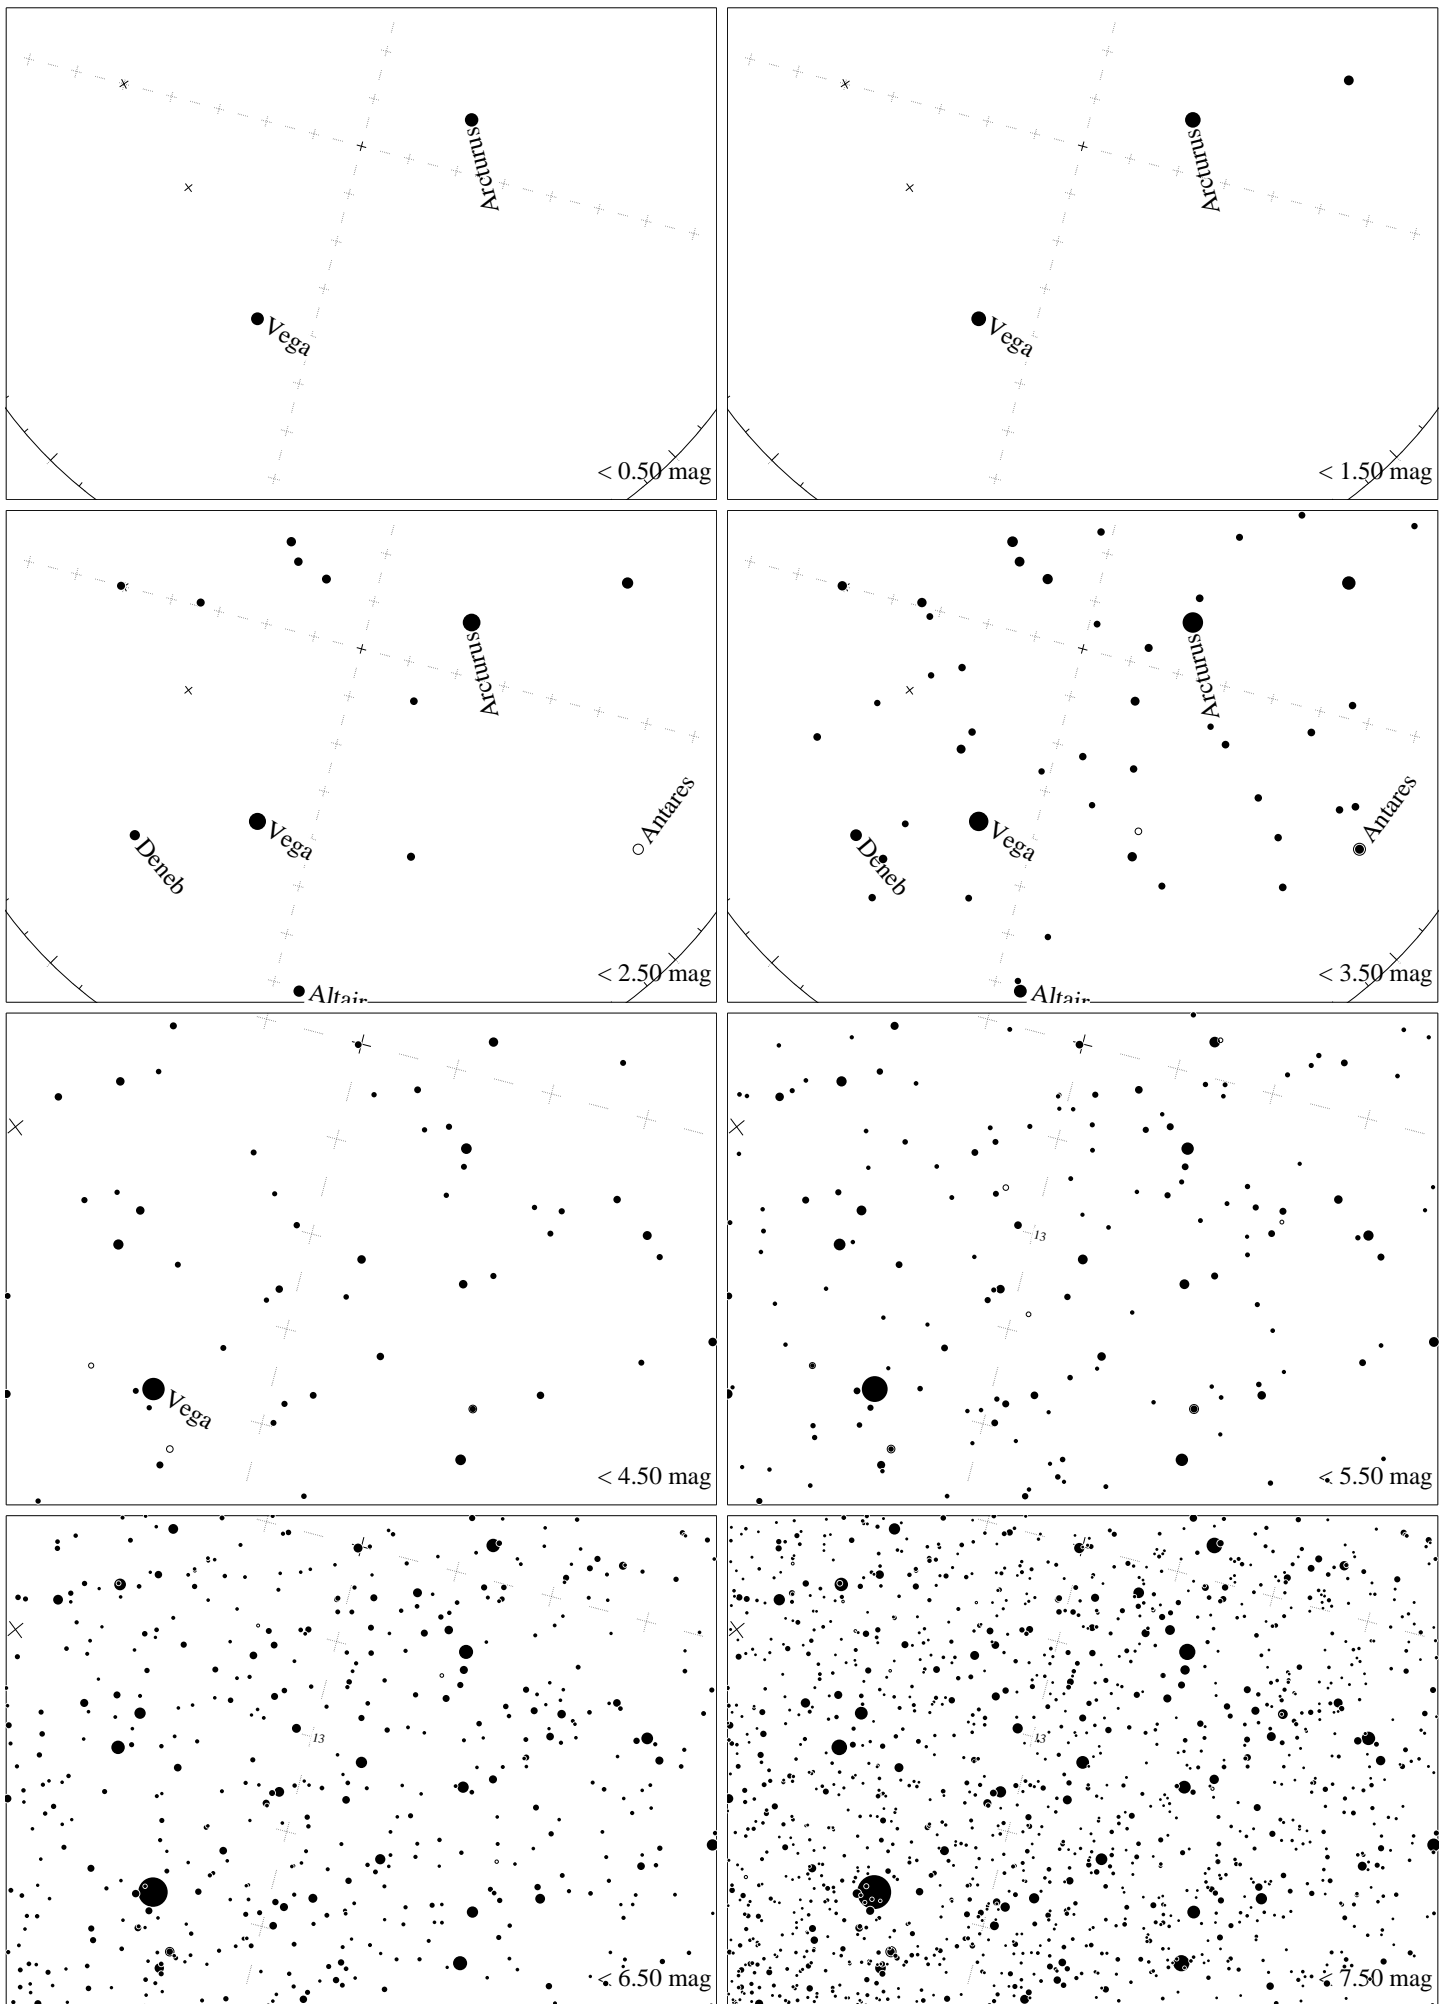 Arcturus
Vega
< 0.50 mag
Arcturus
Vega
< 1.50 mag
Arcturus
Antares
Vega
Deneb
Altair
< 2.50 mag
Arcturus
Antares
Vega
Deneb
Altair
< 3.50 mag
Vega
< 4.50 mag
13
< 5.50 mag
13
< 6.50 mag
13
< 7.50 mag